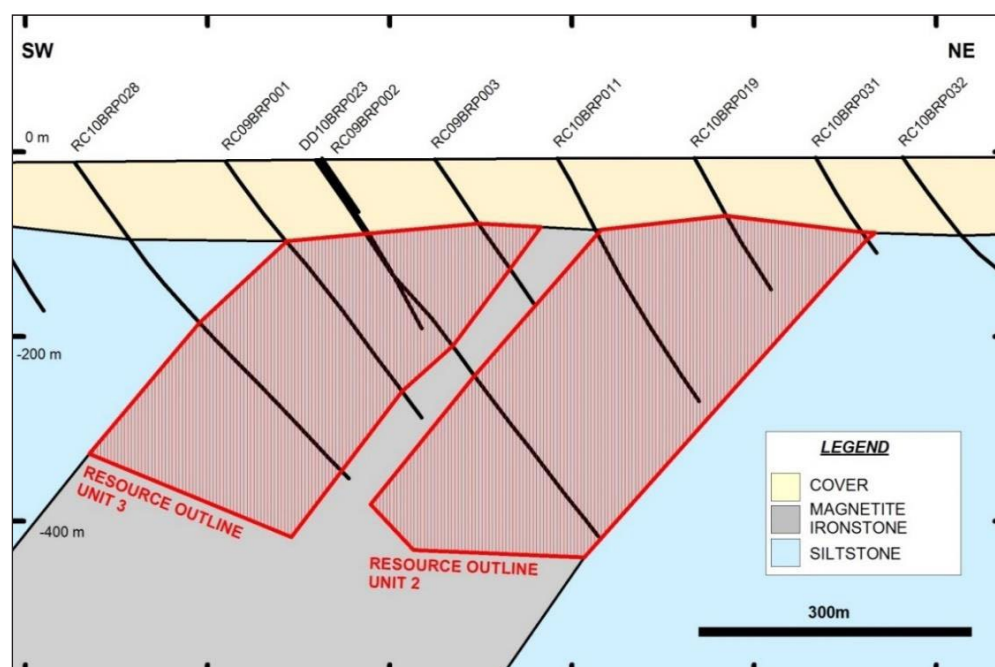 SW
NE
RC10BRP028
RC09BRP001
DD10BRP023
RC09BRP002
RC09BRP003
RC10BRP011
RC10BRP019
RC10BRP031
RC10BRP032
0 m
-200 m
-400 m
RESOURCE OUTLINE
UNIT 3
RESOURCE OUTLINE
UNIT 2
LEGEND
COVER
MAGNETITE
IRONSTONE
SILTSTONE
300m